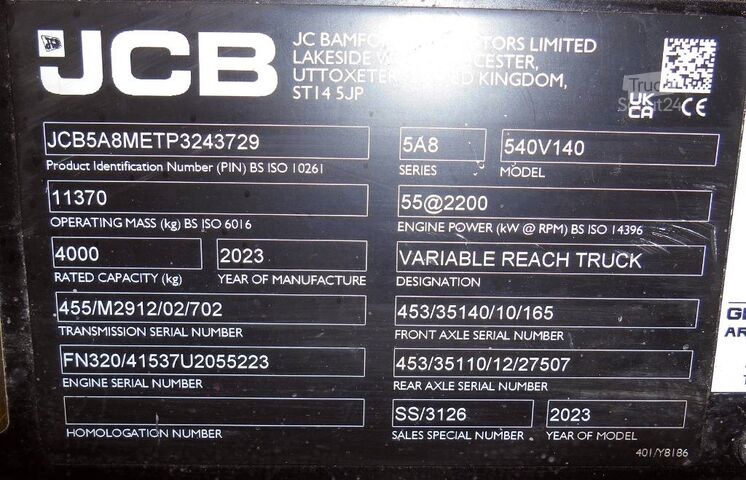 JCB
JC BAMFO TORS LIMITED
LAKESIDE W CESTER,
UTTOXETER KINGDOM,
ST14 5JP
Truck
Scout24
UK
CA CE
JCB5A8METP3243729 5A8 540V140
Product Identification Number (PIN) BS ISO 10261 SERIES MODEL
11370 55@2200
OPERATING MASS (kg) BS ISO 6016 ENGINE POWER (kW @ RPM) BS ISO 14396
4000 2023 VARIABLE REACH TRUCK
RATED CAPACITY (kg) YEAR OF MANUFACTURE DESIGNATION
455/M2912/02/702 453/35140/10/165
TRANSMISSION SERIAL NUMBER FRONT AXLE SERIAL NUMBER
FN320/41537U2055223 453/35110/12/27507
ENGINE SERIAL NUMBER REAR AXLE SERIAL NUMBER
SS/3126 2023
HOMOLOGATION NUMBER SALES SPECIAL NUMBER YEAR OF MODEL
401/Y8186
AR